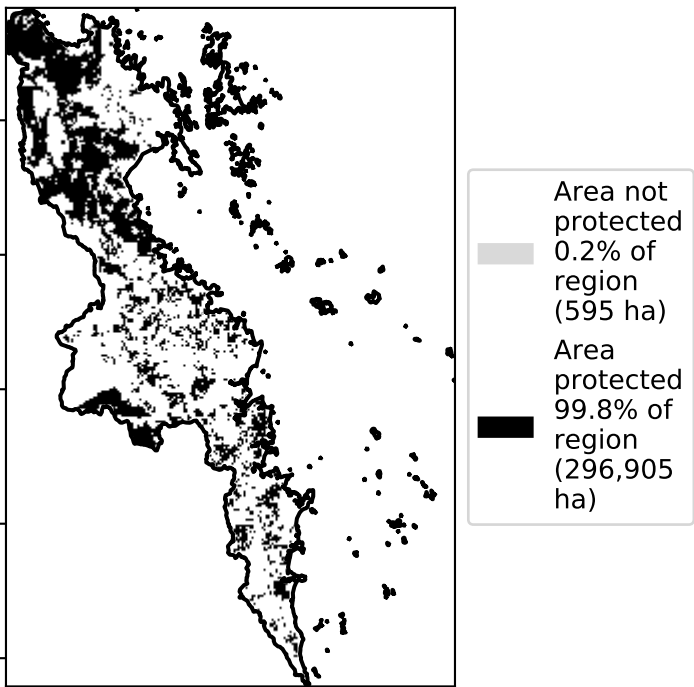 Area not
protected
0.2% of
region
(595 ha)
Area
protected
99.8% of
region
(296,905
ha)